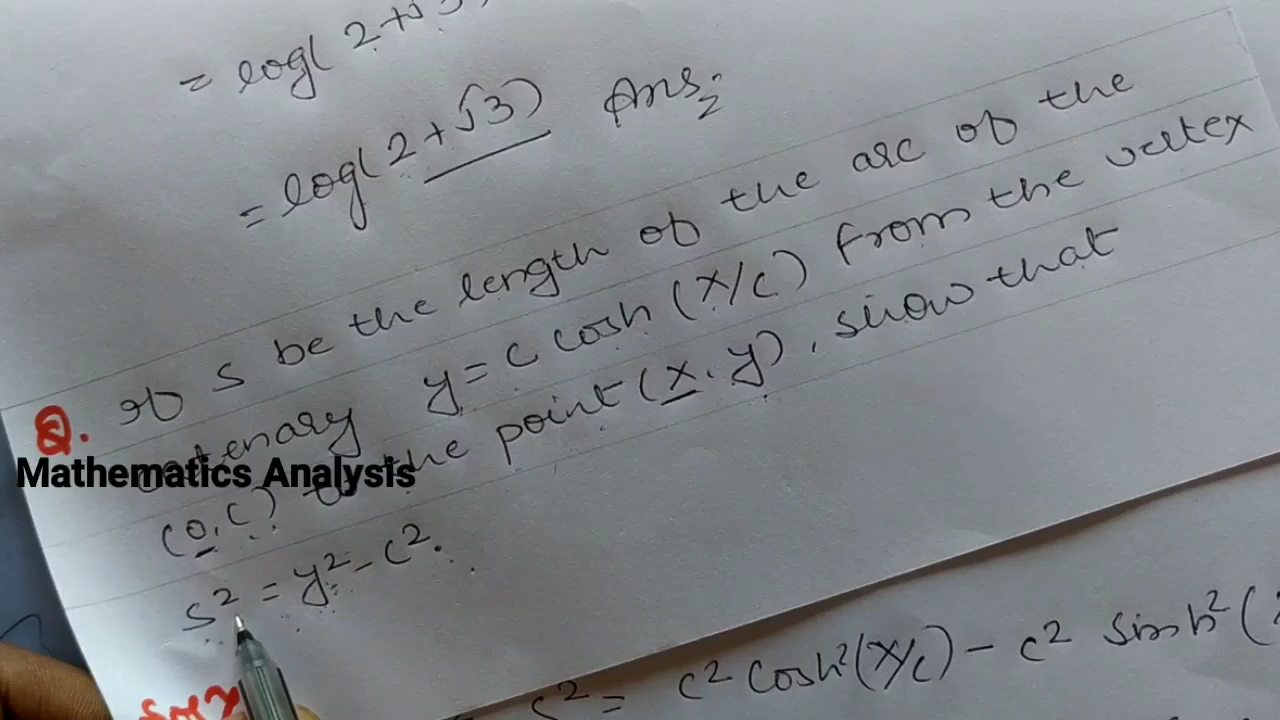 = log(2+√3)
= log(2+√3) Ans.
Q. If S be the length of the arc of the
catenary y = c cosh (x/c) from the vertex
Mathematics Analysis
(0, c) to the point (x, y), show that
s² = y² - c².
s² = c² cosh²(x/c) - c² sinh²(
Sol